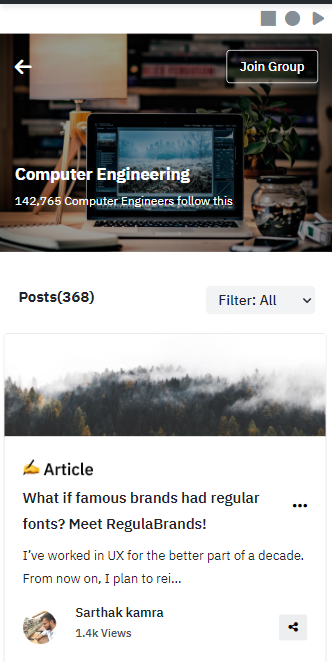 Join Group
Computer Engineering
142,765 Computer Engineers follow this
Posts(368)
Filter: All
✍️ Article
What if famous brands had regular
fonts? Meet RegulaBrands!
I’ve worked in UX for the better part of a decade.
From now on, I plan to rei...
Sarthak kamra
1.4k Views